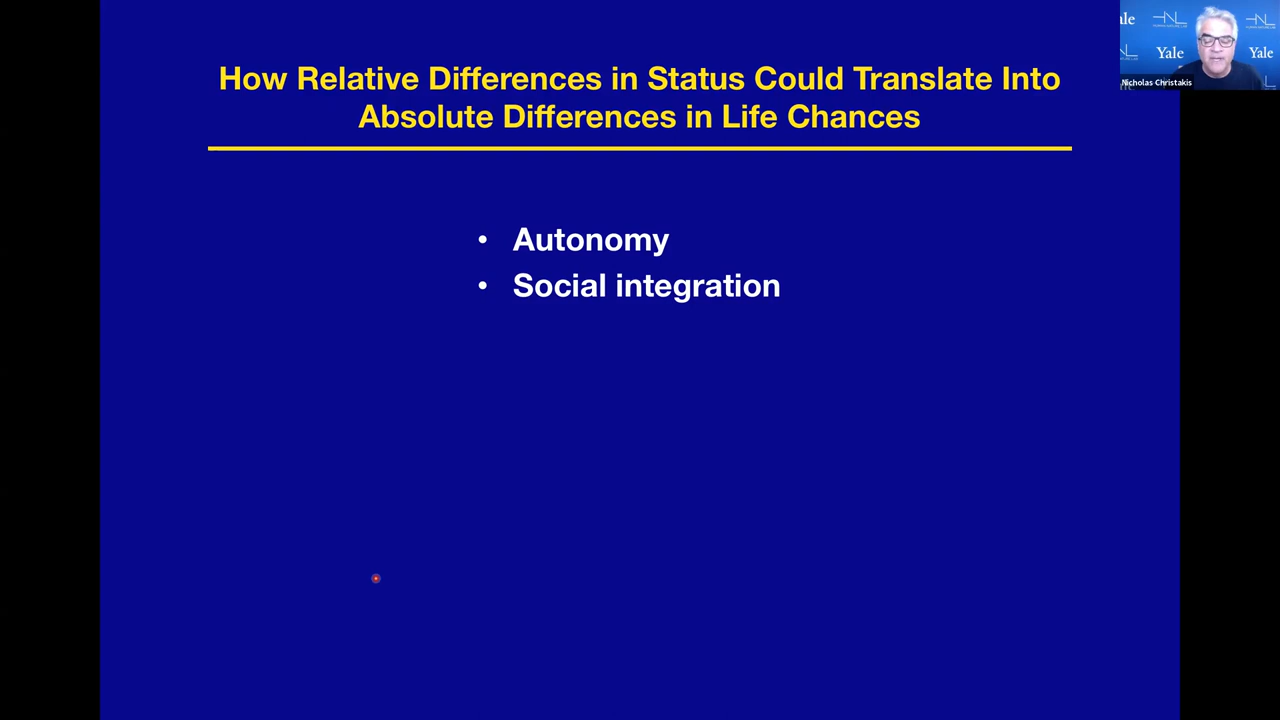 How Relative Differences in Status Could Translate Into
Absolute Differences in Life Chances
• Autonomy
• Social integration
ale
Yale
Yale
Nicholas Christakis